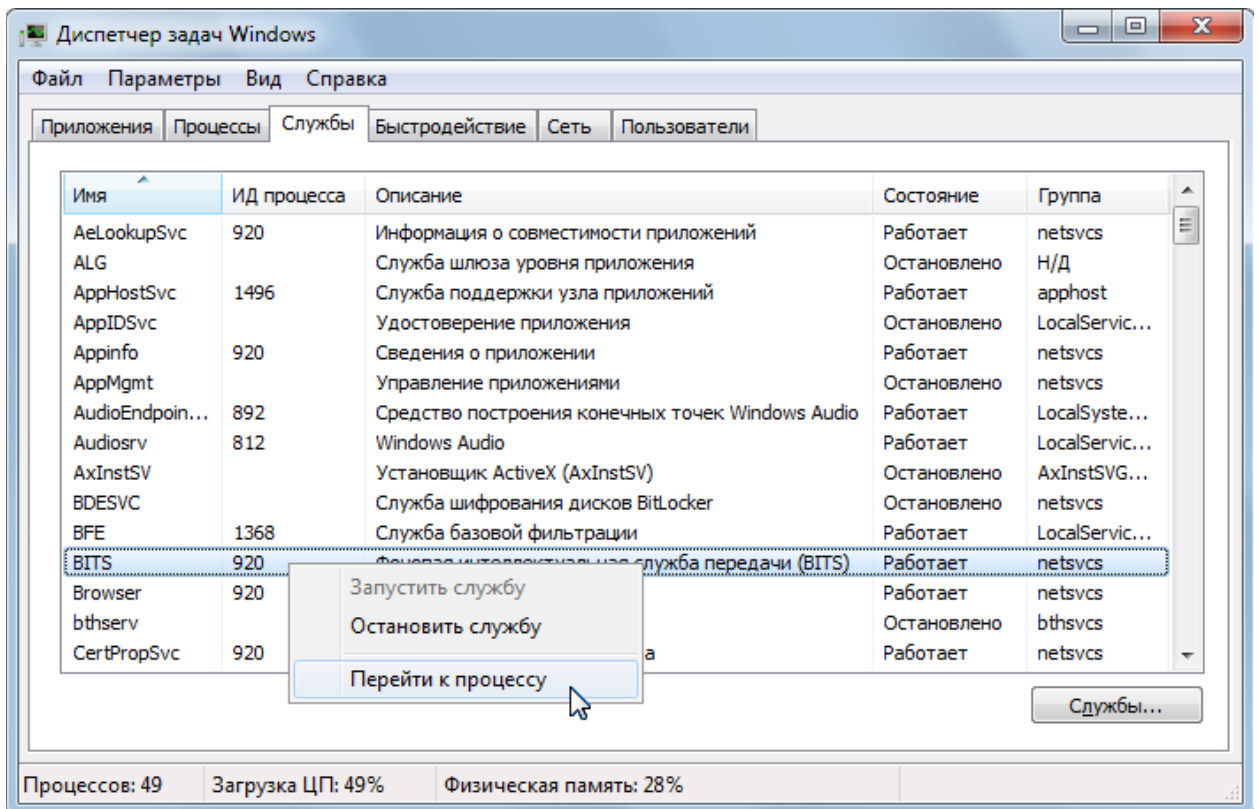 Диспетчер задач Windows
Файл Параметры Вид Справка
Приложения Процессы Службы Быстродействие Сеть Пользователи
Имя ИД процесса Описание Состояние Группа
AeLookupSvc 920 Информация о совместимости приложений Работает netsvcs
ALG Служба шлюза уровня приложения Остановлено Н/Д
AppHostSvc 1496 Служба поддержки узла приложений Работает apphost
AppIDSvc Удостоверение приложения Остановлено LocalServic...
Appinfo 920 Сведения о приложении Работает netsvcs
AppMgmt Управление приложениями Остановлено netsvcs
AudioEndpoin... 892 Средство построения конечных точек Windows Audio Работает LocalSyste...
Audiosrv 812 Windows Audio Работает LocalServic...
AxInstSV Установщик ActiveX (AxInstSV) Остановлено AxInstSVG...
BDESVC Служба шифрования дисков BitLocker Остановлено netsvcs
BFE 1368 Служба базовой фильтрации Работает LocalServic...
BITS 920 Фоновая интеллектуальная служба передачи (BITS) Работает netsvcs
Browser 920 Работает netsvcs
bthserv Остановлено bthsvcs
CertPropSvc 920 а Работает netsvcs
Запустить службу
Остановить службу
Перейти к процессу
Службы...
Процессов: 49 Загрузка ЦП: 49% Физическая память: 28%